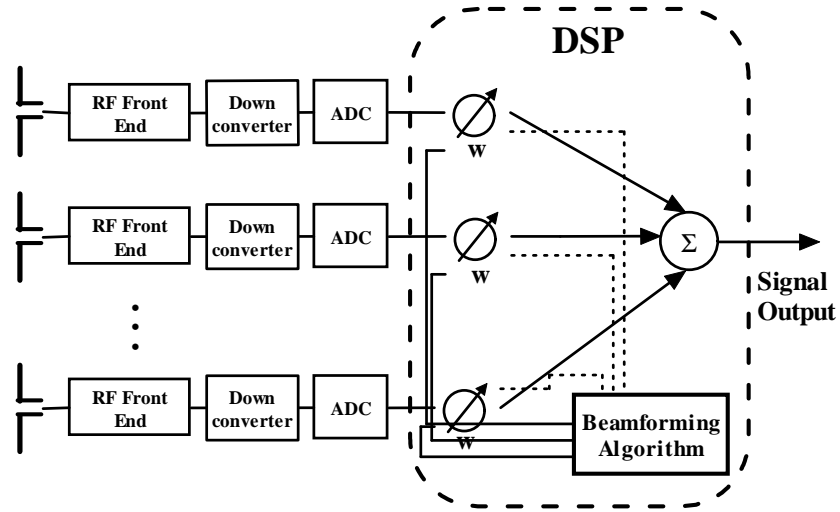 DSP
RF Front
End
Down
converter
ADC
w
RF Front
End
Down
converter
ADC
w
Σ
Signal
Output
RF Front
End
Down
converter
ADC
w
Beamforming
Algorithm